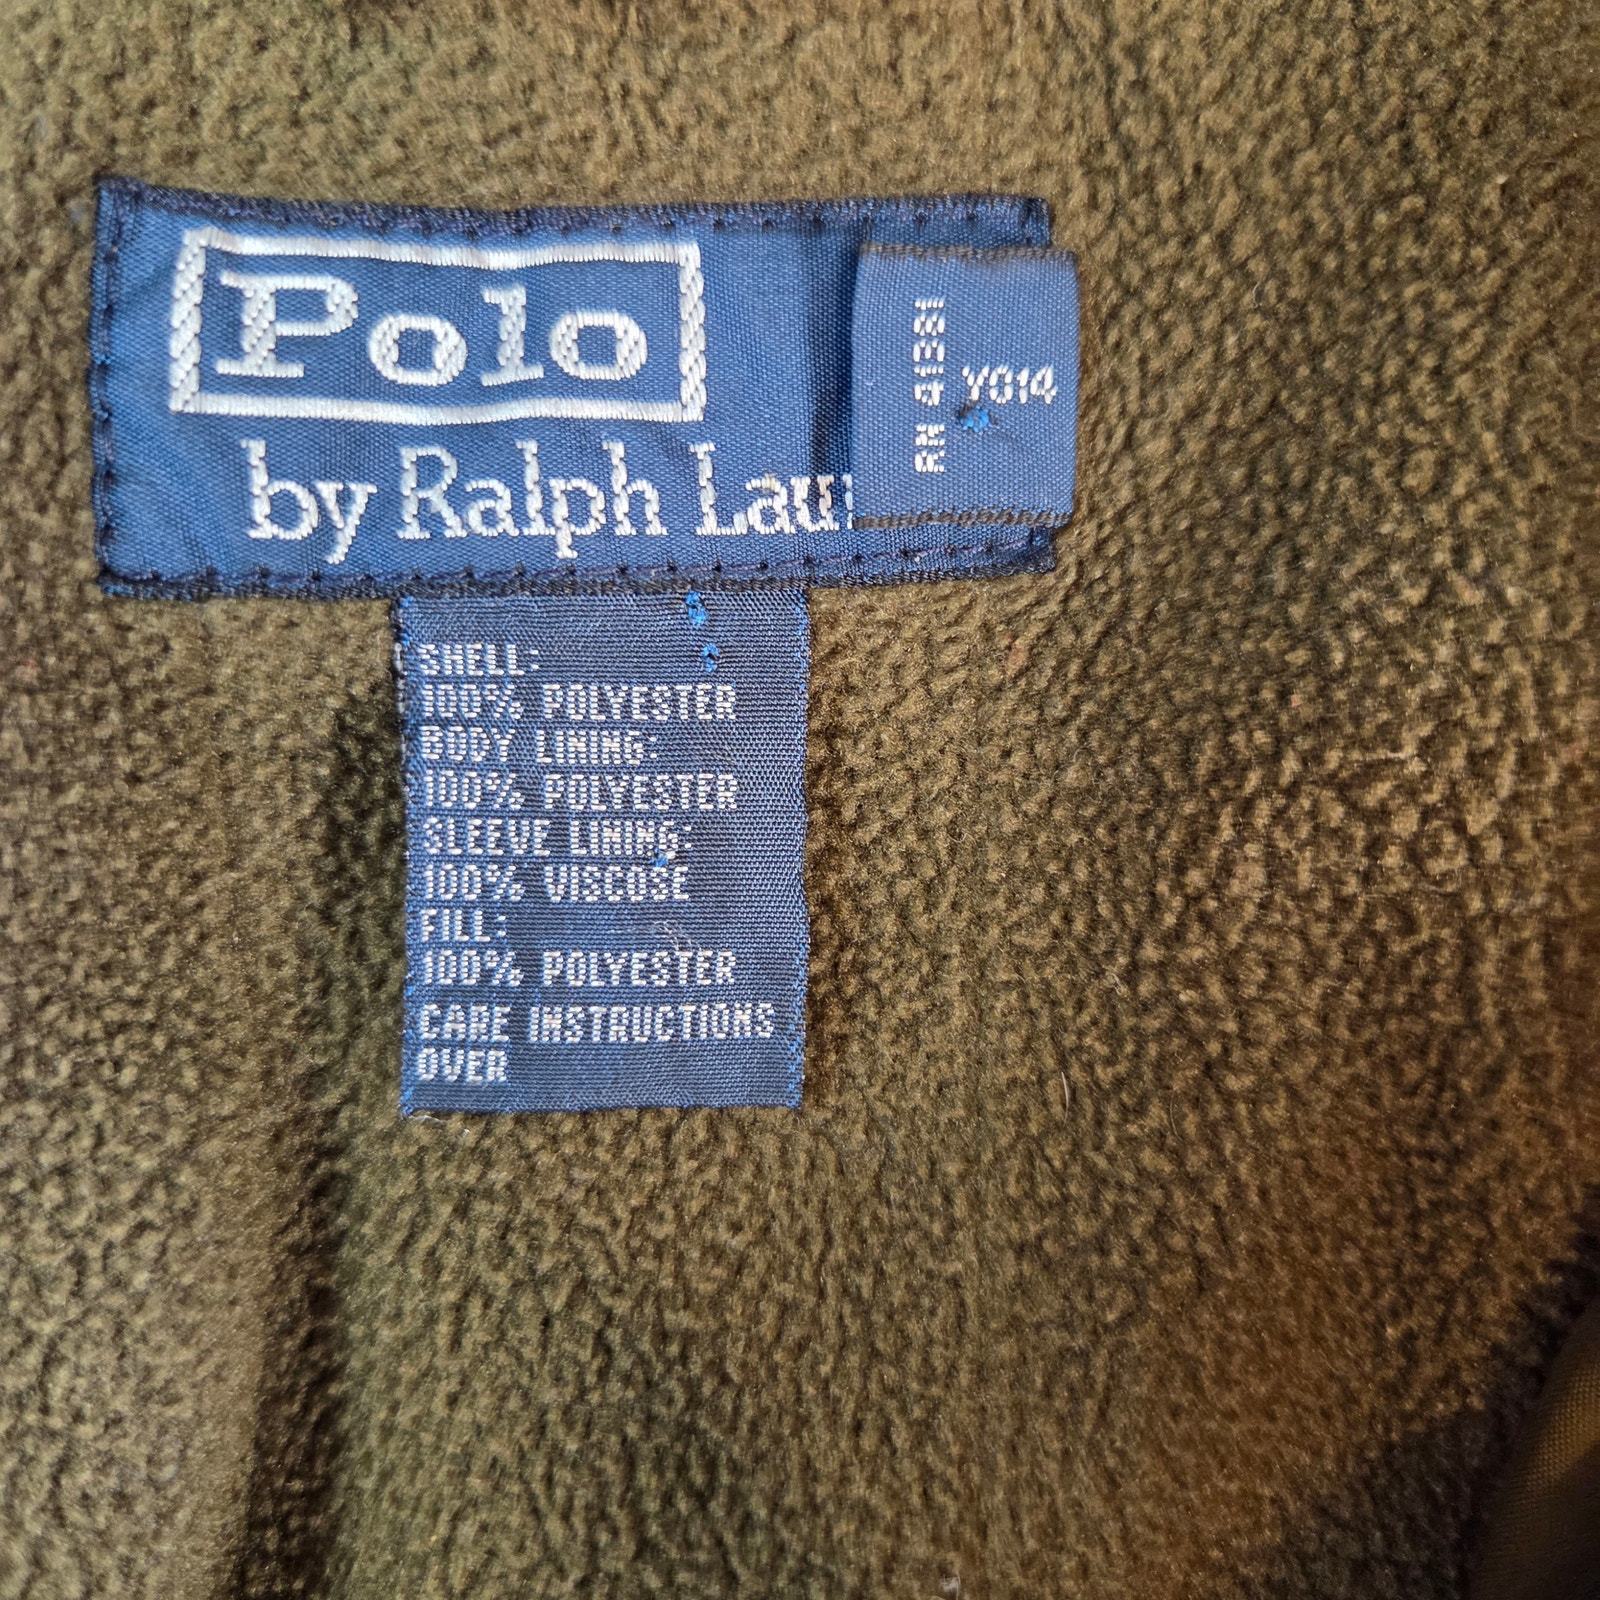 Polo
by Ralph Lau
RN 41381
Y014
SHELL:
100% POLYESTER
BODY LINING:
100% POLYESTER
SLEEVE LINING:
100% VISCOSE
FILL:
100% POLYESTER
CARE INSTRUCTIONS
OVER